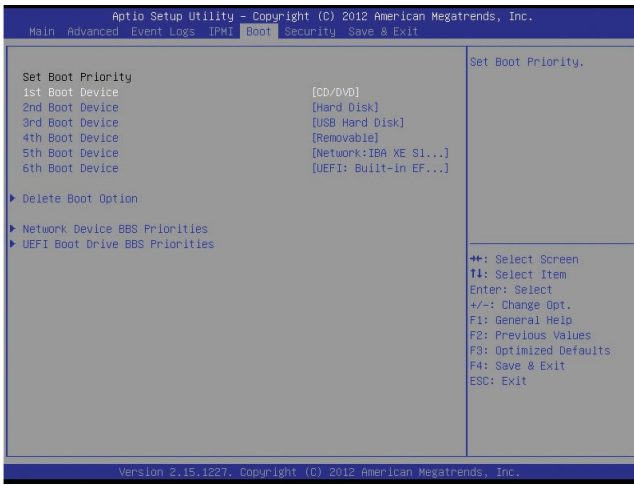 Aptio Setup Utility – Copyright (C) 2012 American Megatrends, Inc.
Main Advanced Event Logs IPMI Boot Security Save & Exit
Set Boot Priority
1st Boot Device [CD/DVD]
2nd Boot Device [Hard Disk]
3rd Boot Device [USB Hard Disk]
4th Boot Device [Removable]
5th Boot Device [Network:IBA XE Sl...]
6th Boot Device [UEFI: Built-in EF...]
▶ Delete Boot Option
▶ Network Device BBS Priorities
▶ UEFI Boot Drive BBS Priorities
Set Boot Priority.
→←: Select Screen
↑↓: Select Item
Enter: Select
+/-: Change Opt.
F1: General Help
F2: Previous Values
F3: Optimized Defaults
F4: Save & Exit
ESC: Exit
Version 2.15.1227. Copyright (C) 2012 American Megatrends, Inc.